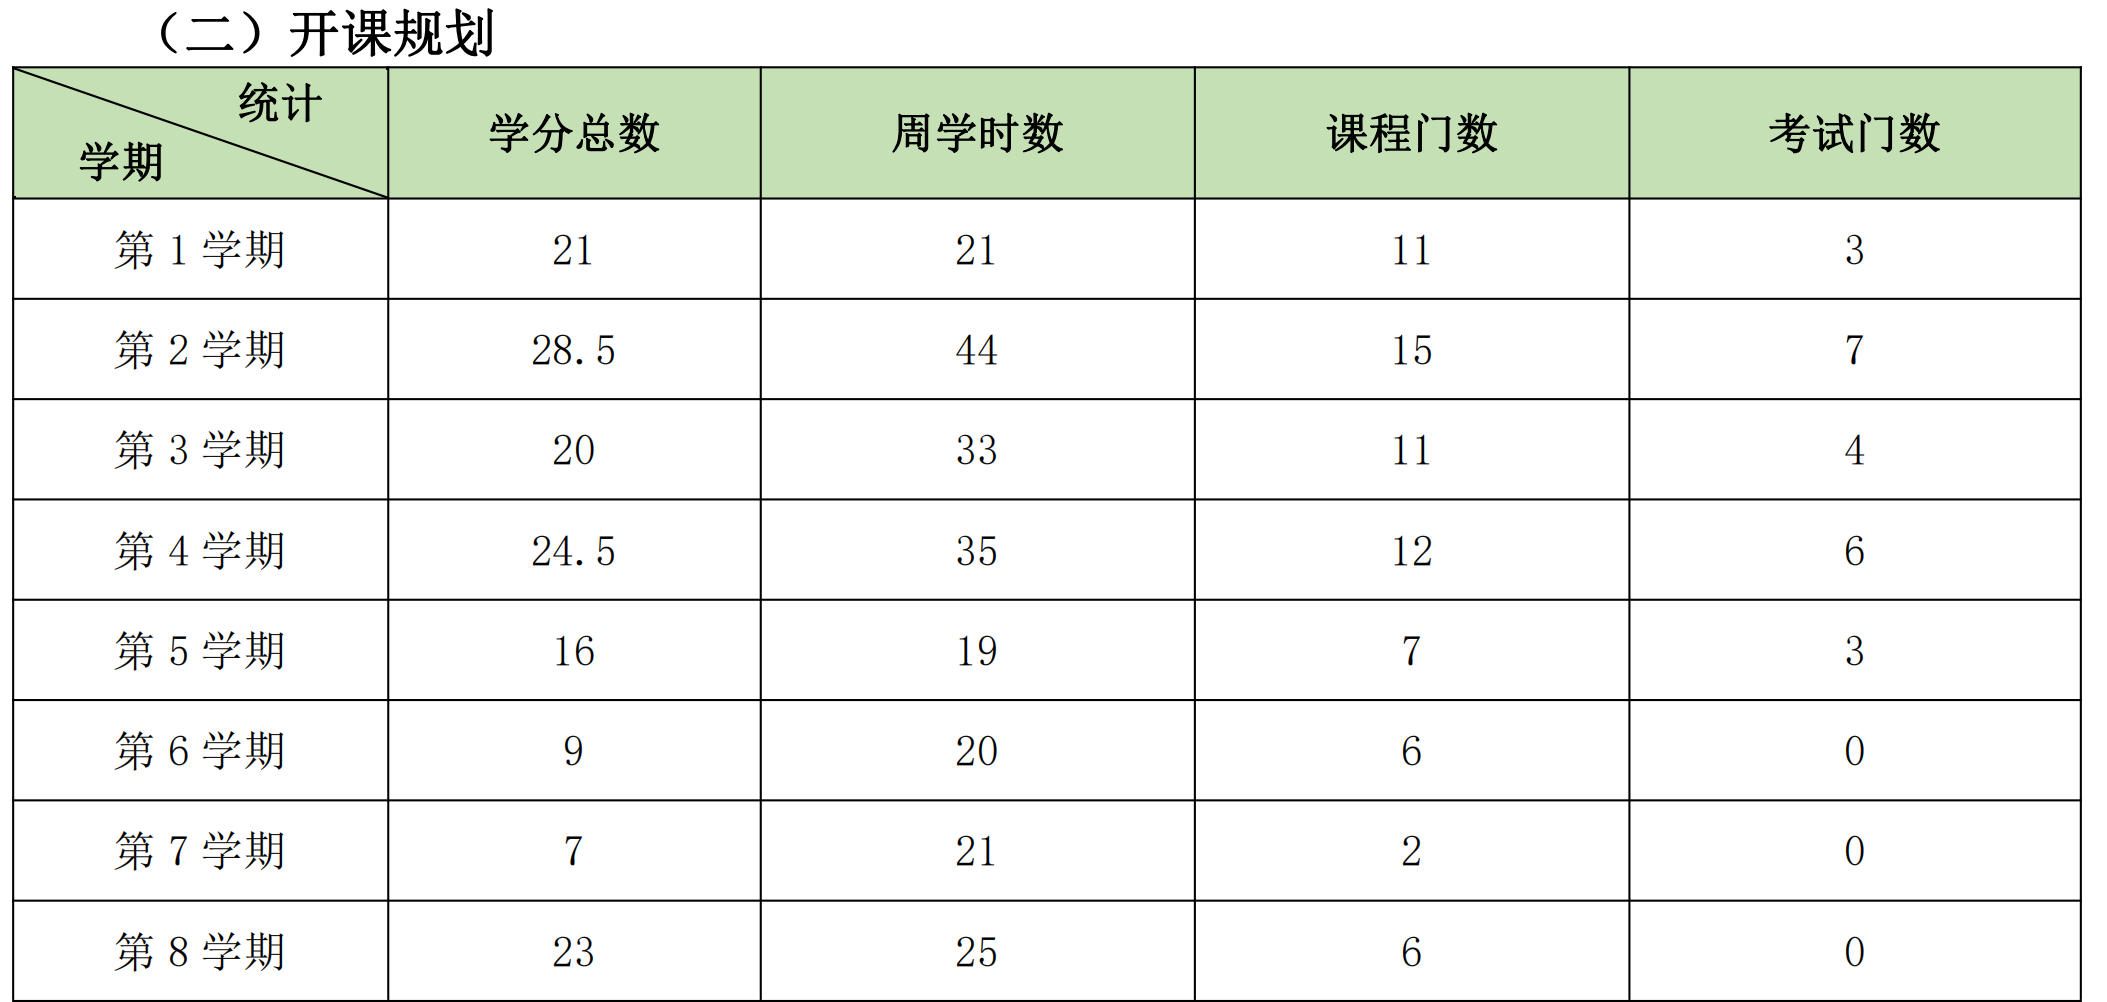 （二）开课规划
统计
学期 学分总数 周学时数 课程门数 考试门数
第 1 学期 21 21 11 3
第 2 学期 28.5 44 15 7
第 3 学期 20 33 11 4
第 4 学期 24.5 35 12 6
第 5 学期 16 19 7 3
第 6 学期 9 20 6 0
第 7 学期 7 21 2 0
第 8 学期 23 25 6 0